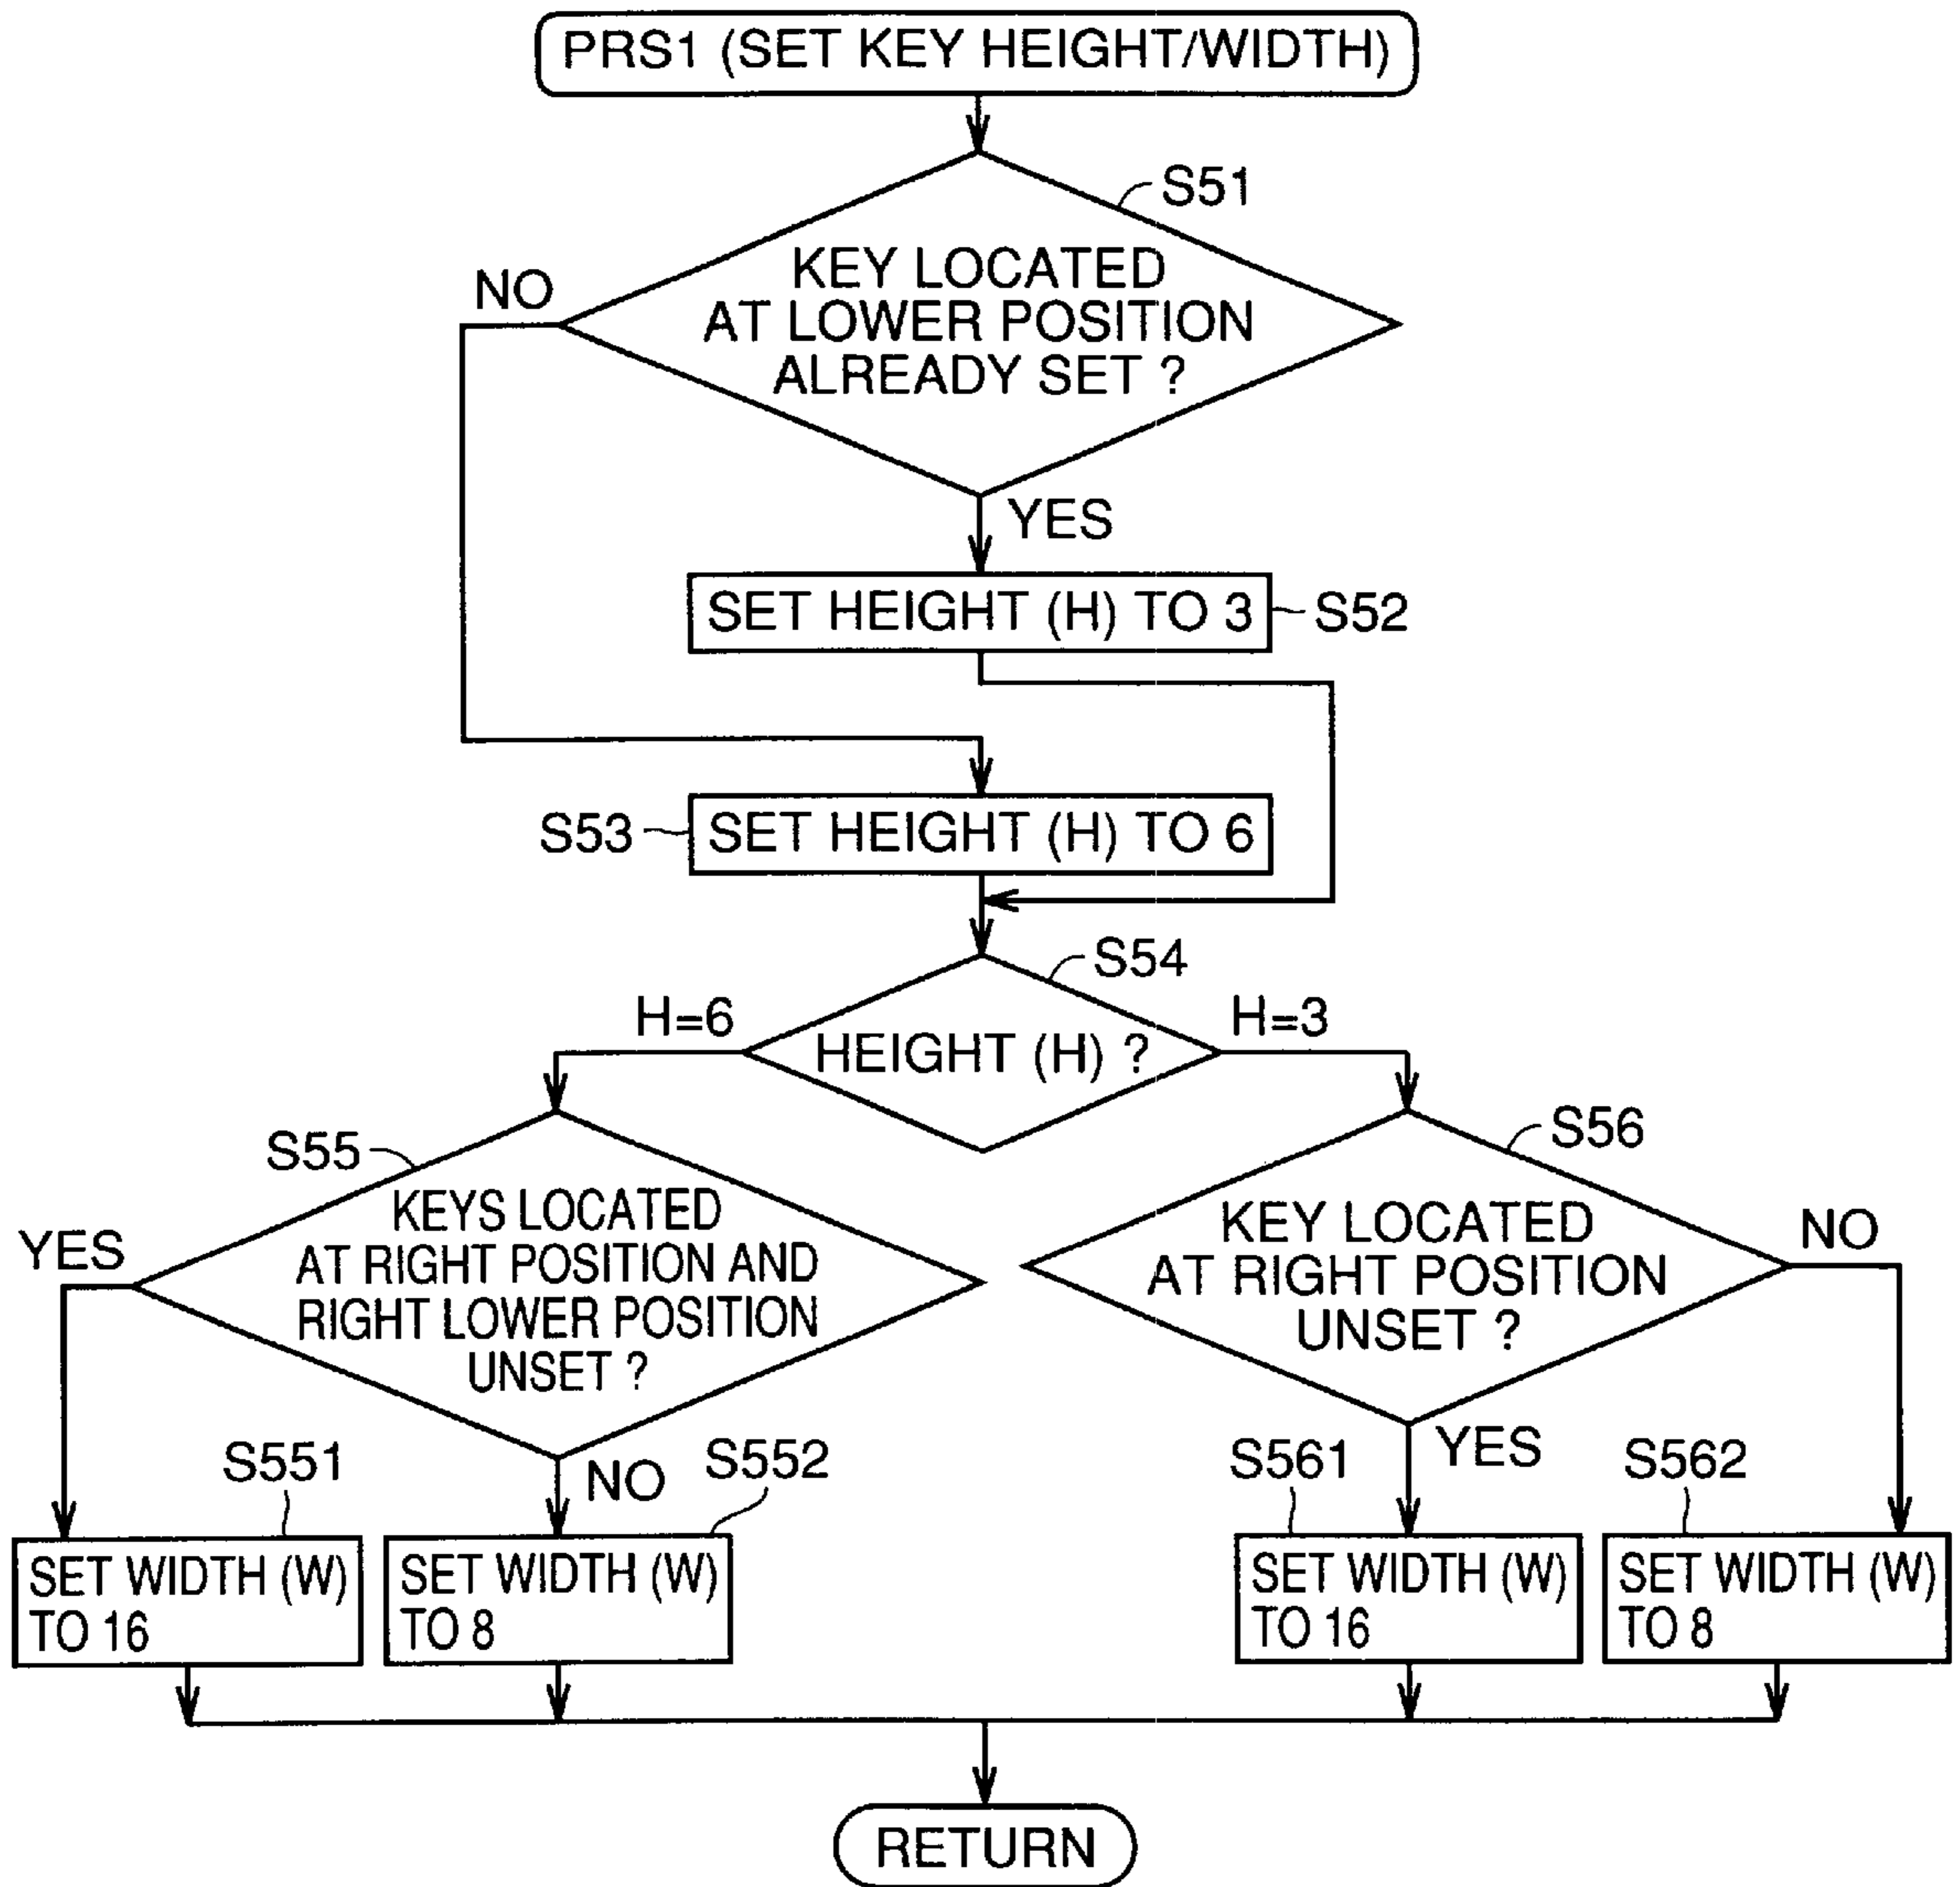 PRS1 (SET KEY HEIGHT/WIDTH)
S51
KEY LOCATED
AT LOWER POSITION
ALREADY SET ?
NO
YES
SET HEIGHT (H) TO 3
S52
S53
SET HEIGHT (H) TO 6
S54
H=6
HEIGHT (H) ?
H=3
S55
KEYS LOCATED
AT RIGHT POSITION AND
RIGHT LOWER POSITION
UNSET ?
YES
NO
S56
KEY LOCATED
AT RIGHT POSITION
UNSET ?
NO
YES
S551
SET WIDTH (W)
TO 16
S552
SET WIDTH (W)
TO 8
S561
SET WIDTH (W)
TO 16
S562
SET WIDTH (W)
TO 8
RETURN